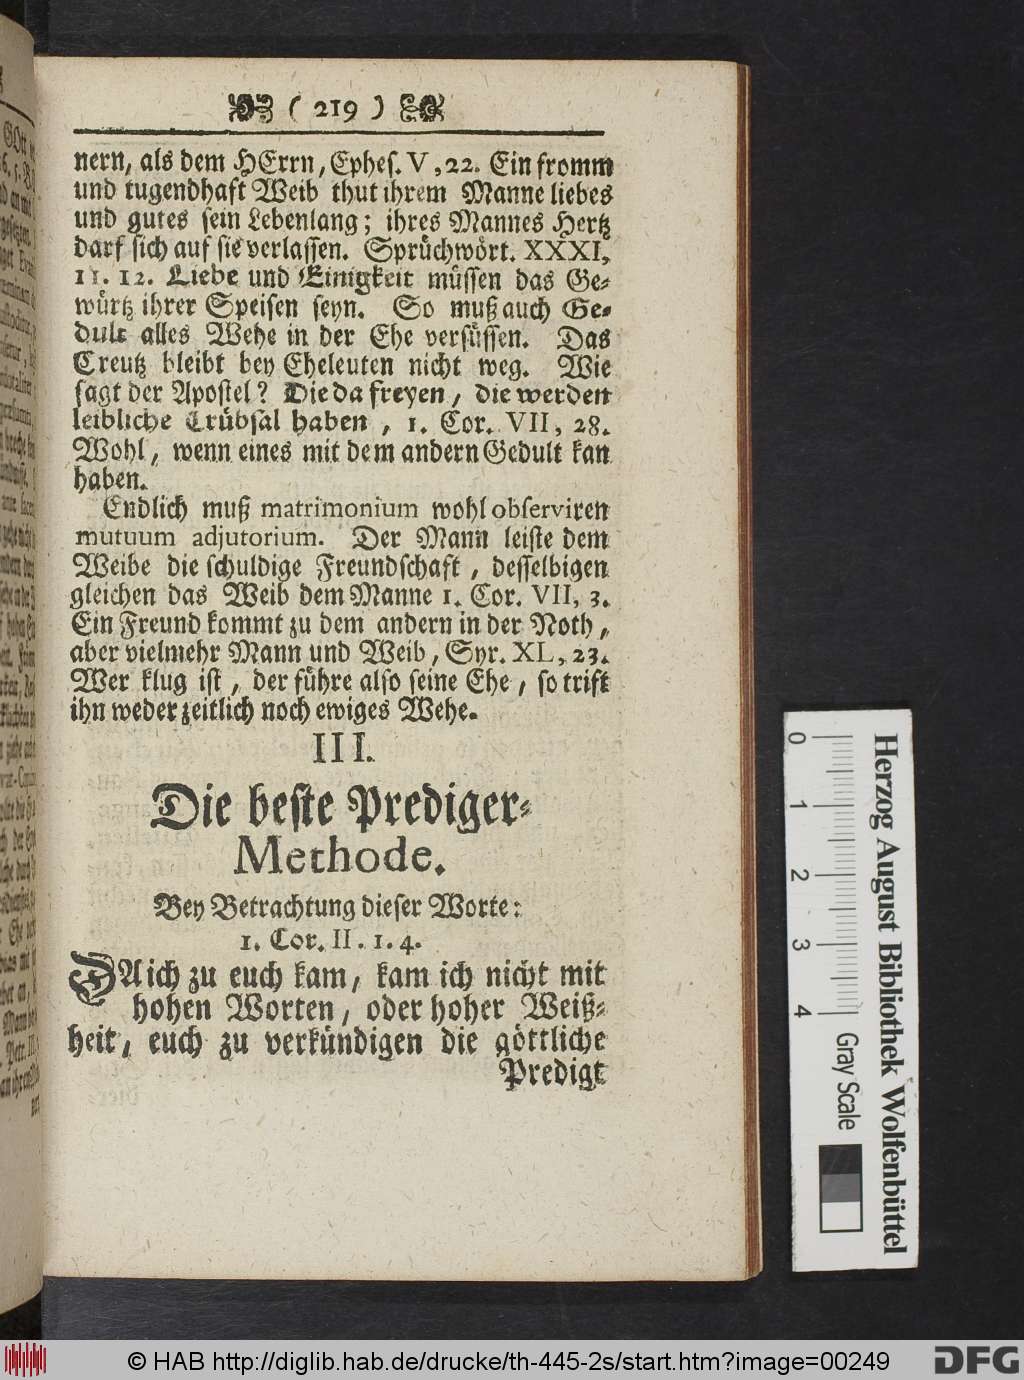 ( 219 )
nern, als dem HErrn, Ephes. V, 22. Ein fromm
und tugendhaft Weib thut ihrem Manne liebes
und gutes sein Lebenlang; ihres Mannes Hertz
darf sich auf sie verlassen. Sprüchwört. XXXI,
11. 12. Liebe und Einigkeit müssen das Ge-
würtz ihrer Speisen seyn. So muß auch Ge-
dult alles Wehe in der Ehe versüssen. Das
Creutz bleibt bey Eheleuten nicht weg. Wie
sagt der Apostel? Die da freyen, die werden
leibliche Trübsal haben, 1. Cor. VII, 28.
Wohl, wenn eines mit dem andern Gedult kan
haben.
Endlich muß matrimonium wohl observiren
mutuum adjutorium. Der Mann leiste dem
Weibe die schuldige Freundschaft, desselbigen
gleichen das Weib dem Manne 1. Cor. VII, 3.
Ein Freund kommt zu dem andern in der Noth,
aber vielmehr Mann und Weib, Syr. XL, 23.
Wer klug ist, der führe also seine Ehe, so trift
ihn weder zeitlich noch ewiges Wehe.
III.
Die beste Prediger-
Methode.
Bey Betrachtung dieser Worte:
1. Cor. II. 1. 4.
DAich zu euch kam, kam ich nicht mit
hohen Worten, oder hoher Weiß-
heit, euch zu verkündigen die göttliche
Predigt
0 1 2 3 4
Herzog August Bibliothek Wolfenbüttel
Gray Scale
© HAB http://diglib.hab.de/drucke/th-445-2s/start.htm?image=00249
DFG